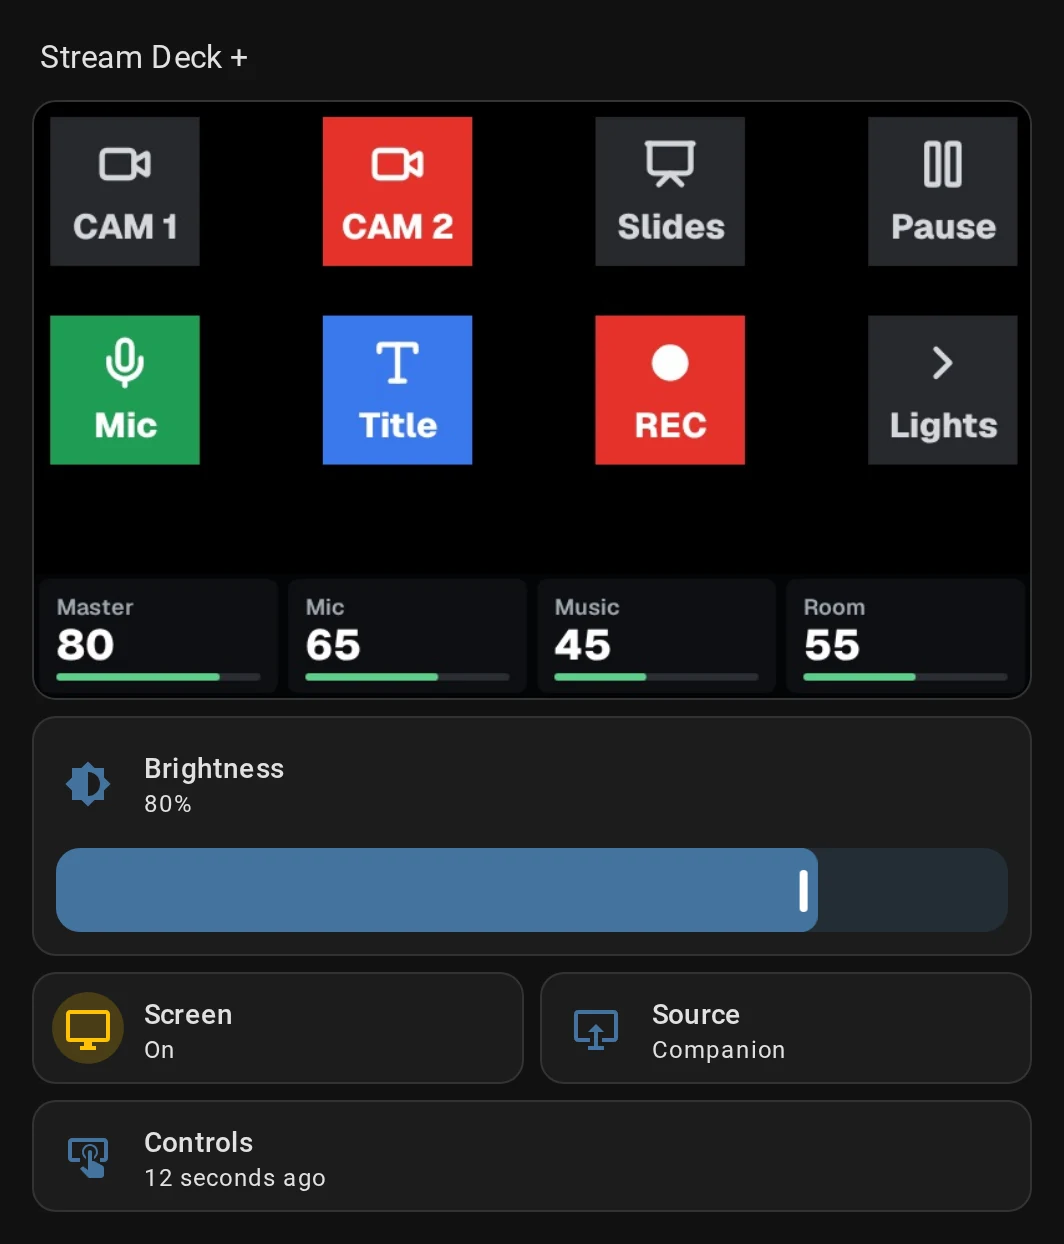 Stream Deck +
CAM 1
CAM 2
Slides
Pause
Mic
Title
REC
Lights
Master
80
Mic
65
Music
45
Room
55
Brightness
80%
Screen
On
Source
Companion
Controls
12 seconds ago